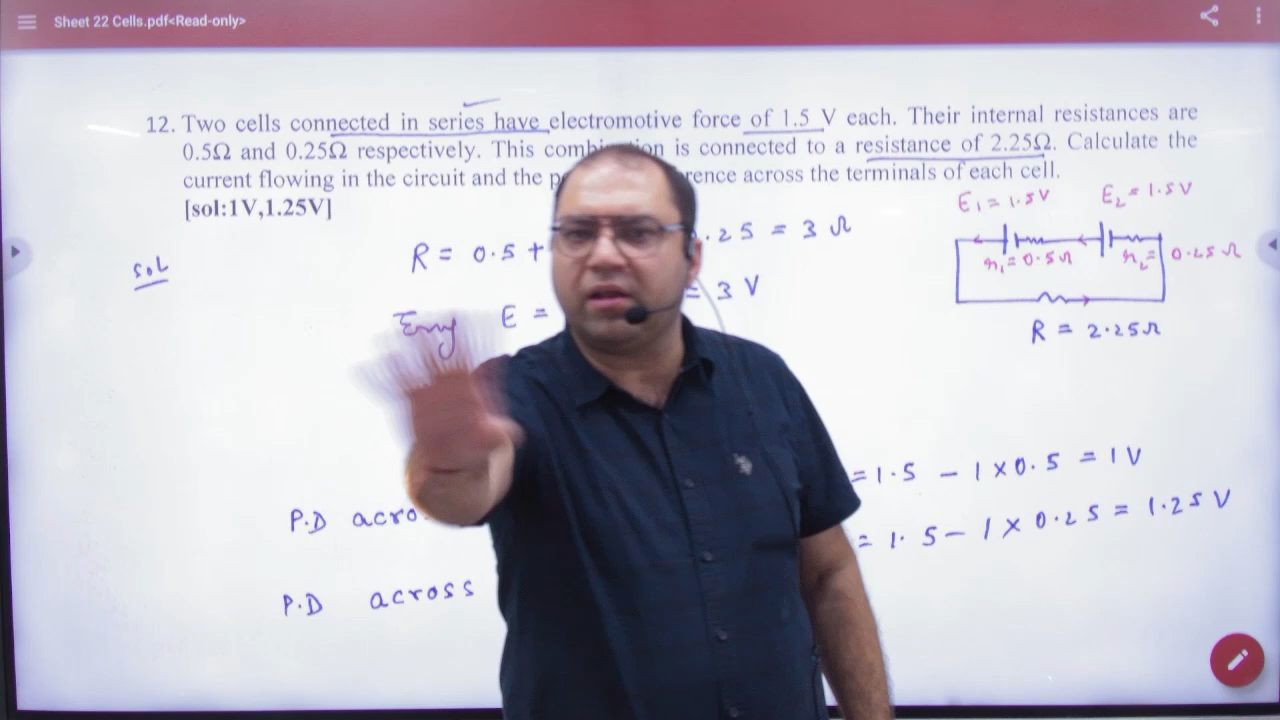 Sheet 22 Cells.pdf<Read-only>
12. Two cells connected in series have electromotive force of 1.5 V each. Their internal resistances are
0.5Ω and 0.25Ω respectively. This combination is connected to a resistance of 2.25Ω. Calculate the
current flowing in the circuit and the rence across the terminals of each cell.
[sol:1V,1.25V]
Sol
R = 0.5 + .25 = 3 Ω
E = = 3 V
E₁ = 1.5V E₂ = 1.5V
r₁ = 0.5Ω r₂ = 0.25Ω
R = 2.25Ω
P.D acro = 1.5 - 1 × 0.5 = 1 V
P.D across = 1.5 - 1 × 0.25 = 1.25 V